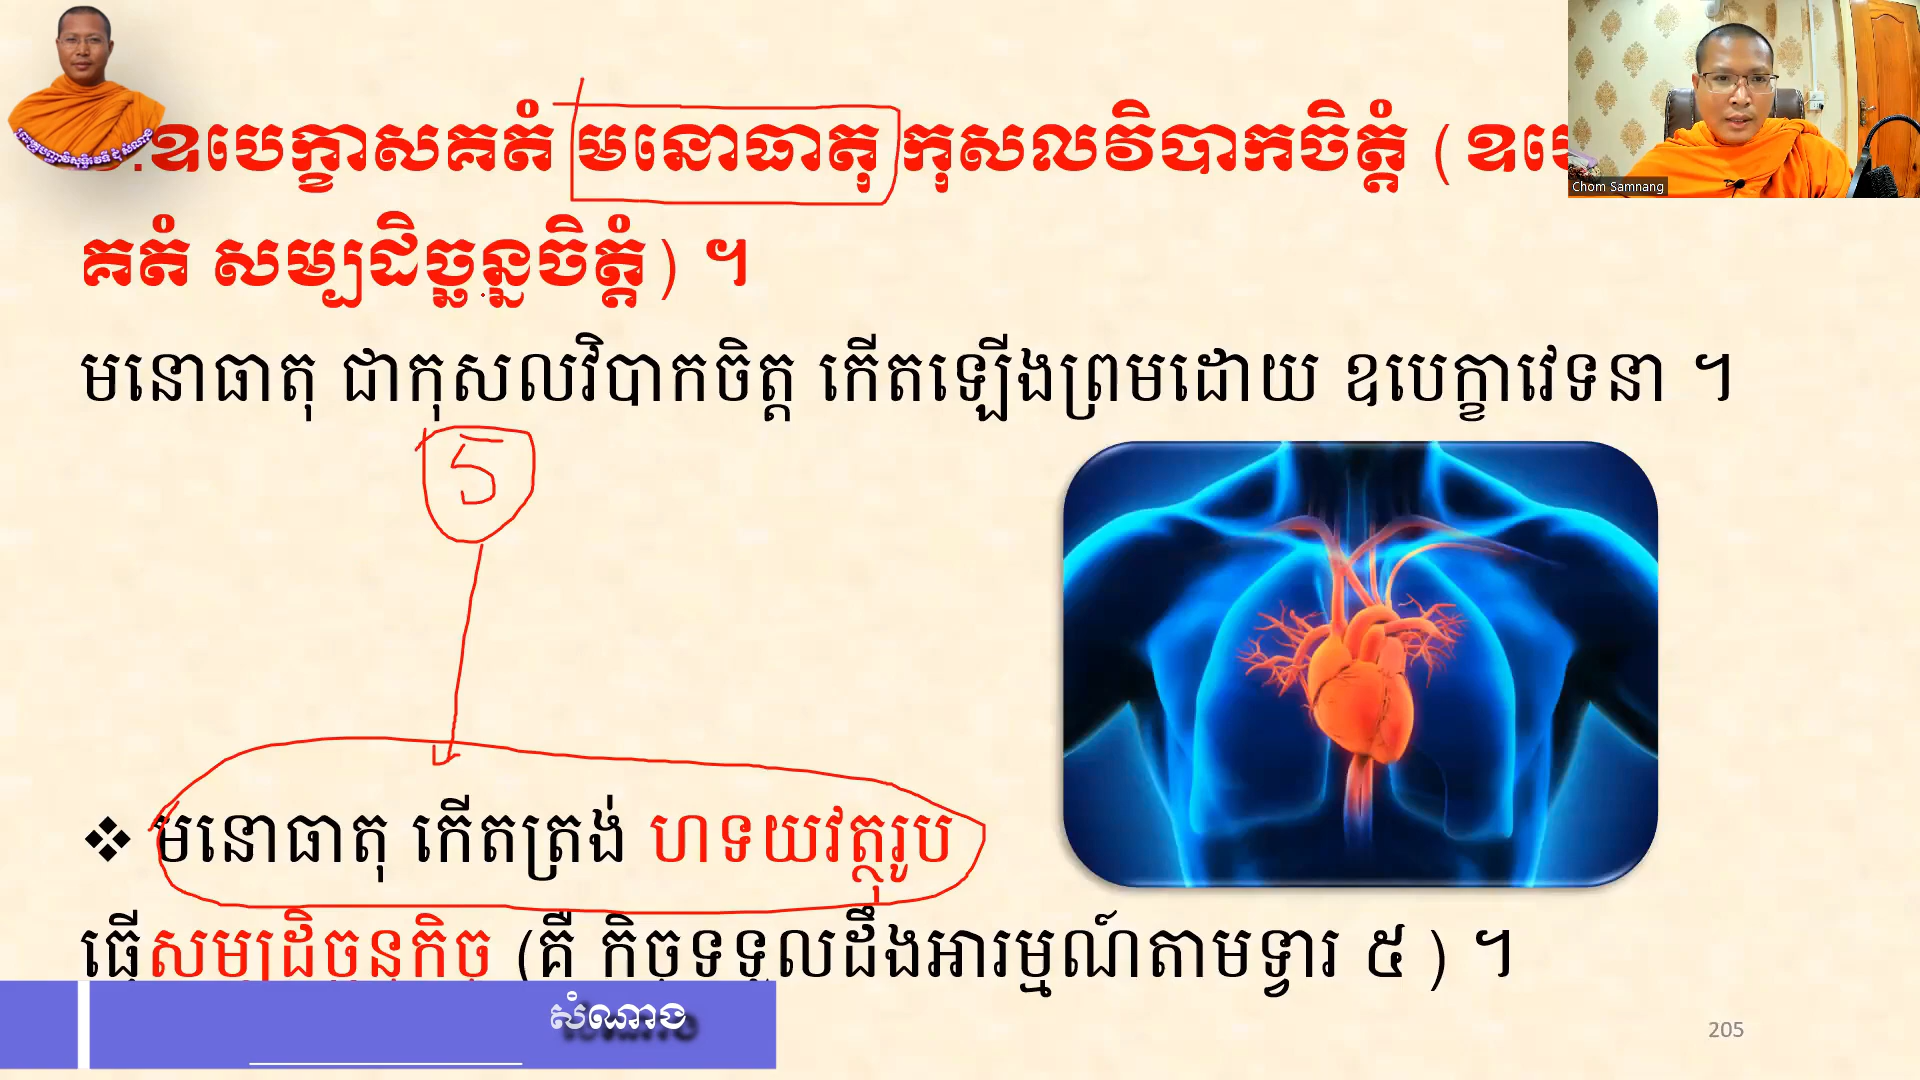 ឧបេក្ខាសគតំ មនោធាតុ កុសលវិបាកចិត្តំ (
គតំ សម្បដិច្ឆន្នចិត្តំ) ។
មនោធាតុ ជាកុសលវិបាកចិត្ត កើតឡើងព្រមដោយ ឧបេក្ខាវេទនា ។
5
❖ មនោធាតុ កើតត្រង់ ហទយវត្ថុរូប
ធ្វើសម្បដិច្ឆន្នកិច្ច (គឺ កិច្ចទទួលដឹងអារម្មណ៍តាមទ្វារ ៥ ) ។
សំណាង
205
Chom Samnang